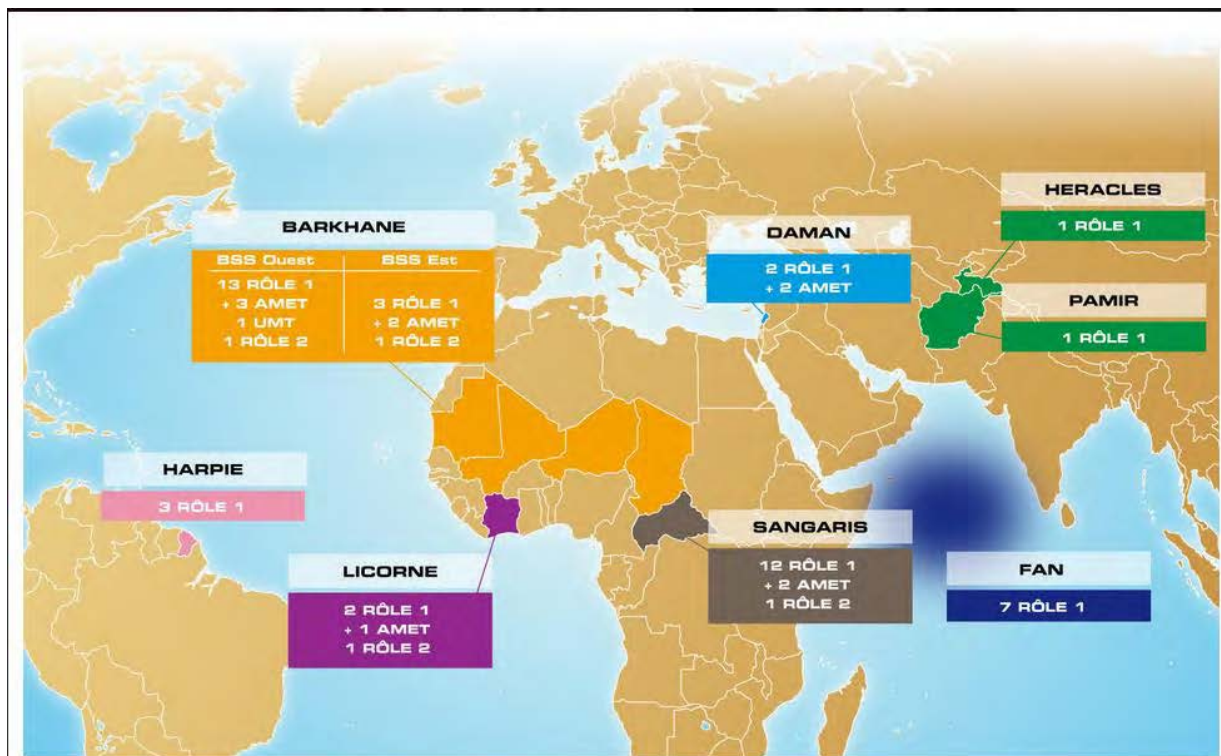 HERACLES
1 RÔLE 1
BARKHANE
BSS Ouest
13 RÔLE 1
+ 3 AMET
1 UMT
1 RÔLE 2
BSS Est
3 RÔLE 1
+ 2 AMET
1 RÔLE 2
DAMAN
2 RÔLE 1
+ 2 AMET
PAMIR
1 RÔLE 1
HARPIE
3 RÔLE 1
LICORNE
2 RÔLE 1
+ 1 AMET
1 RÔLE 2
SANGARIS
12 RÔLE 1
+ 2 AMET
1 RÔLE 2
FAN
7 RÔLE 1